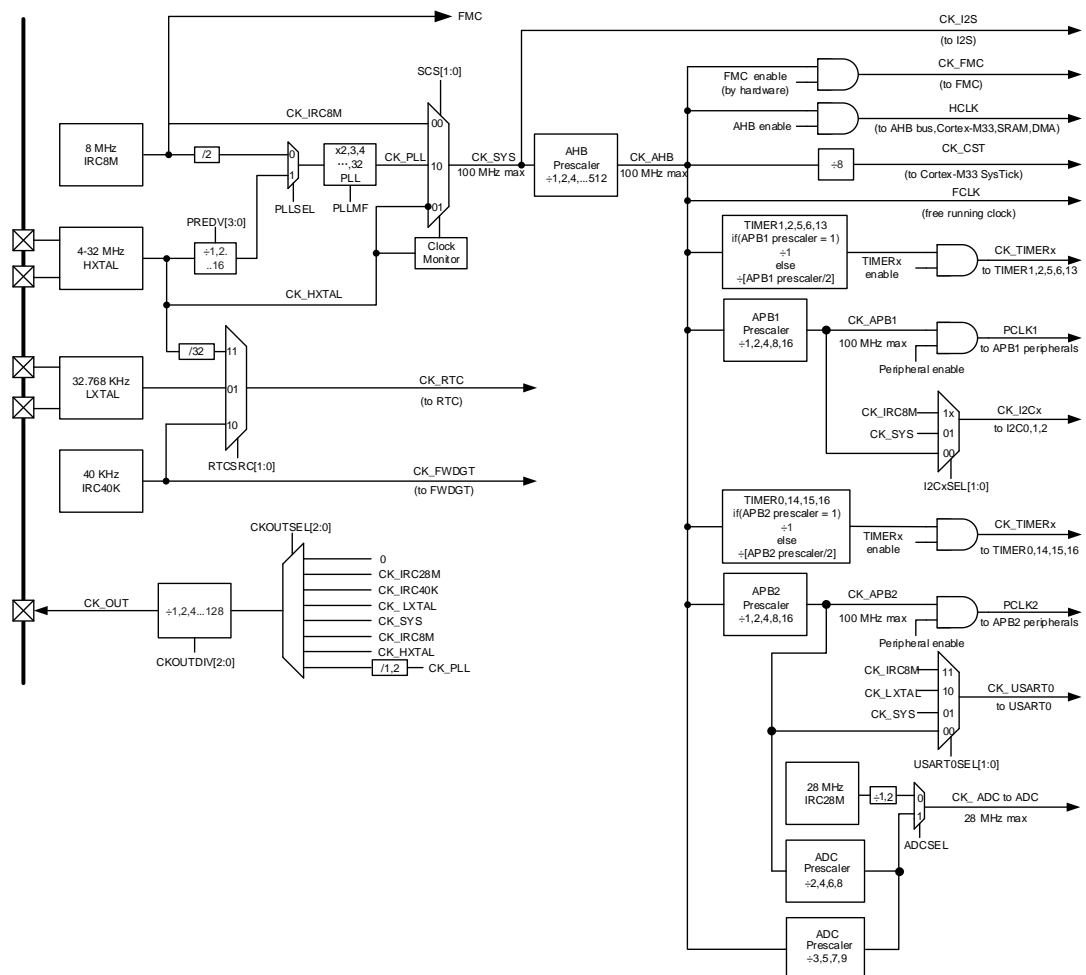 FMC
CK_I2S
(to I2S)
SCS[1:0]
FMC enable
(by hardware)
CK_FMC
(to FMC)
CK_IRC8M
00
AHB enable
HCLK
(to AHB bus,Cortex-M33,SRAM,DMA)
8 MHz
IRC8M
/2
0
1
x2,3,4
…,32
PLL
CK_PLL
10
CK_SYS
100 MHz max
AHB
Prescaler
÷1,2,4,...512
CK_AHB
100 MHz max
÷8
CK_CST
(to Cortex-M33 SysTick)
PLLSEL
PLLMF
01
FCLK
(free running clock)
PREDV[3:0]
4-32 MHz
HXTAL
÷1,2.
..16
Clock
Monitor
TIMER1,2,5,6,13
if(APB1 prescaler = 1)
÷1
else
÷[APB1 prescaler/2]
TIMERx
enable
CK_TIMERx
to TIMER1,2,5,6,13
CK_HXTAL
APB1
Prescaler
÷1,2,4,8,16
CK_APB1
100 MHz max
Peripheral enable
PCLK1
to APB1 peripherals
/32
11
32.768 KHz
LXTAL
01
CK_RTC
(to RTC)
10
RTCSRC[1:0]
CK_IRC8M
1x
CK_SYS
01
00
CK_I2Cx
to I2C0,1,2
I2CxSEL[1:0]
40 KHz
IRC40K
CK_FWDGT
(to FWDGT)
TIMER0,14,15,16
if(APB2 prescaler = 1)
÷1
else
÷[APB2 prescaler/2]
TIMERx
enable
CK_TIMERx
to TIMER0,14,15,16
CKOUTSEL[2:0]
0
CK_IRC28M
CK_IRC40K
CK_ LXTAL
CK_SYS
CK_IRC8M
CK_HXTAL
/1,2
CK_PLL
CK_OUT
÷1,2,4...128
CKOUTDIV[2:0]
APB2
Prescaler
÷1,2,4,8,16
CK_APB2
100 MHz max
Peripheral enable
PCLK2
to APB2 peripherals
CK_IRC8M
11
CK_LXTAL
10
CK_SYS
01
00
CK_USART0
to USART0
USART0SEL[1:0]
28 MHz
IRC28M
÷1,2
0
1
CK_ ADC to ADC
28 MHz max
ADCSEL
ADC
Prescaler
÷2,4,6,8
ADC
Prescaler
÷3,5,7,9